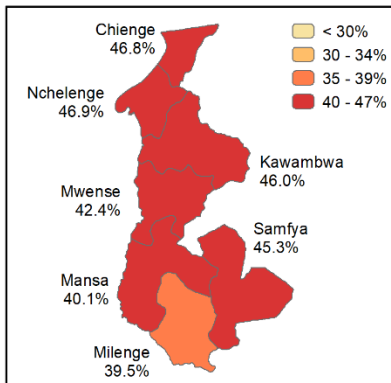 Chienge
46.8%
< 30%
30 - 34%
35 - 39%
40 - 47%
Nchelenge
46.9%
Kawambwa
46.0%
Mwense
42.4%
Samfya
45.3%
Mansa
40.1%
Milenge
39.5%